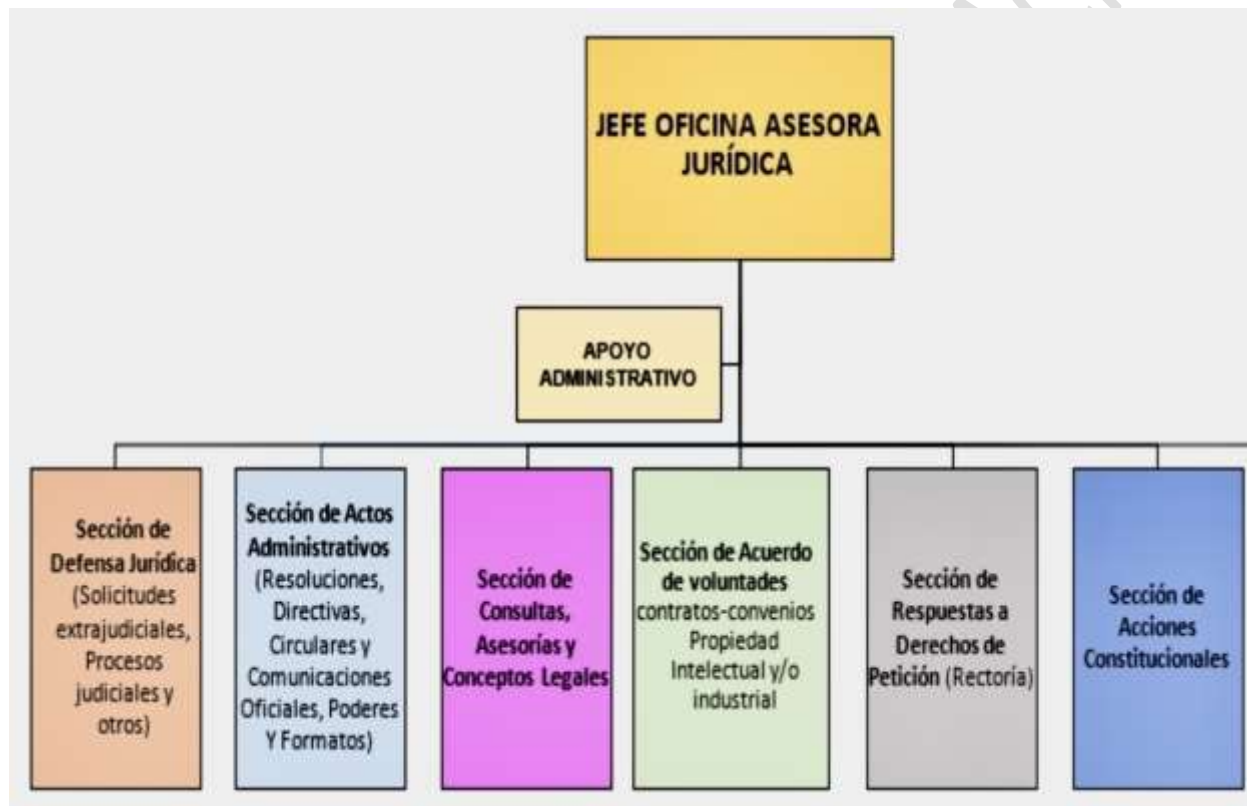 JEFE OFICINA ASESORA
JURÍDICA
APOYO
ADMINISTRATIVO
Sección de
Defensa Jurídica
(Solicitudes
extrajudiciales,
Procesos
judiciales y
otros)
Sección de Actos
Administrativos
(Resoluciones,
Directivas,
Circulares y
Comunicaciones
Oficiales, Poderes
Y Formatos)
Sección de
Consultas,
Asesorías y
Conceptos Legales
Sección de Acuerdo
de voluntades
contratos-convenios
Propiedad
Intelectual y/o
industrial
Sección de
Respuestas a
Derechos de
Petición (Rectoría)
Sección de
Acciones
Constitucionales